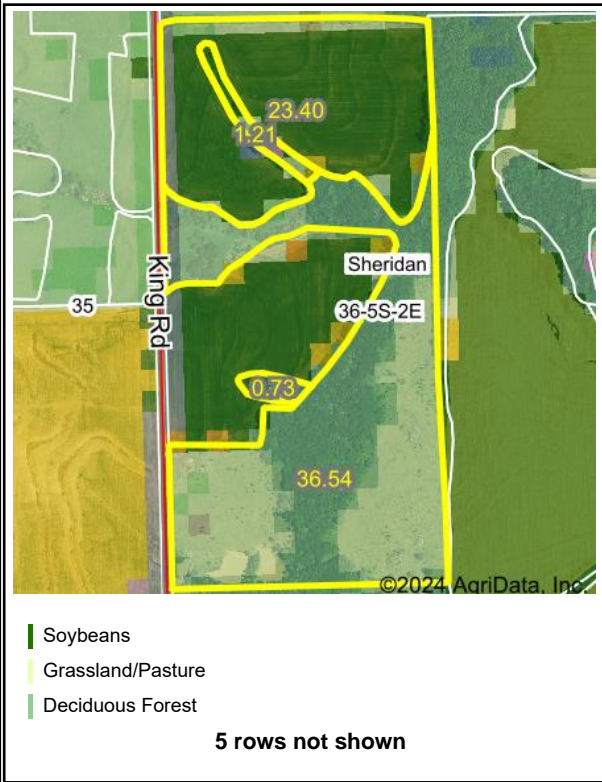 23.40
1.21
Sheridan
King Rd
35
36-5S-2E
0.73
36.54
©2024 AgriData, Inc.
Soybeans
Grassland/Pasture
Deciduous Forest
5 rows not shown